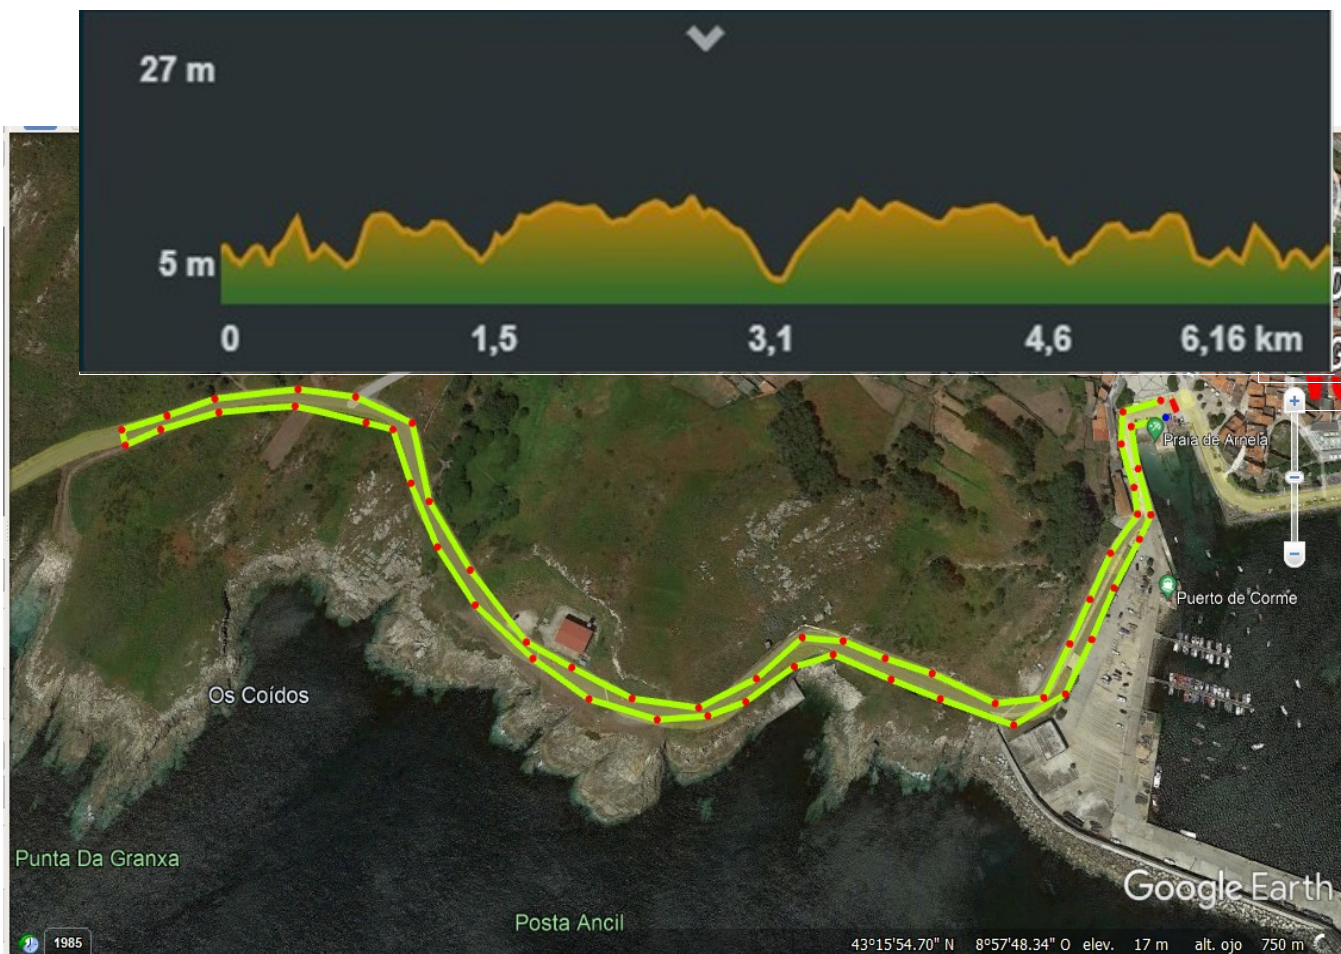 27 m
5 m
0 1,5 3,1 4,6 6,16 km
Praia de Arnela
Puerto de Corme
Os Coídos
Punta Da Granxa
Posta Ancil
Google Earth
1985
43°15'54.70" N 8°57'48.34" O elev. 17 m alt. ojo 750 m